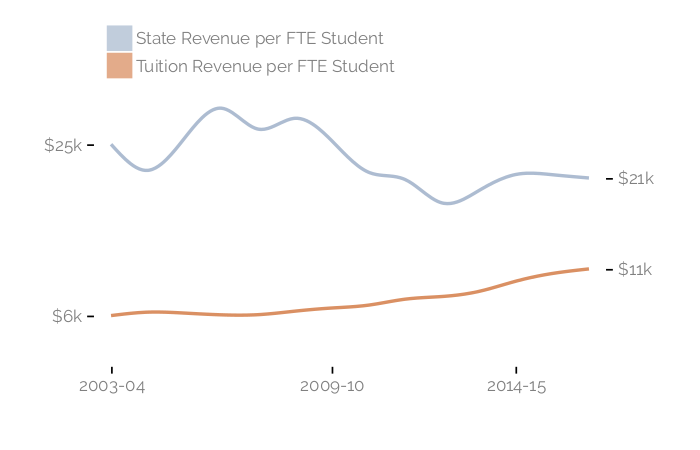 State Revenue per FTE Student
Tuition Revenue per FTE Student
$25k
$21k
$11k
$6k
2003-04 2009-10 2014-15